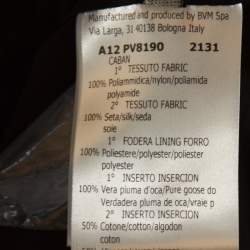 Manufactured and produced by BVM Spa
Via Larga, 31 40138 Bologna Italy
A12 PV8190 2131
CABAN
1° TESSUTO FABRIC
100% Poliammidica/nylon/poliamida
polyamide
2° TESSUTO FABRIC
100% Seta/silk/seda
soie
1° FODERA LINING FORRO
100% Poliestere/polyester/poliester
polyester
1° INSERTO INSERCION
100% Vera piuma d'oca/Pure goose do
Verdadera pluma de oca/vraie p
2° INSERTO INSERCION
50% Cotone/cotton/algodon
coton